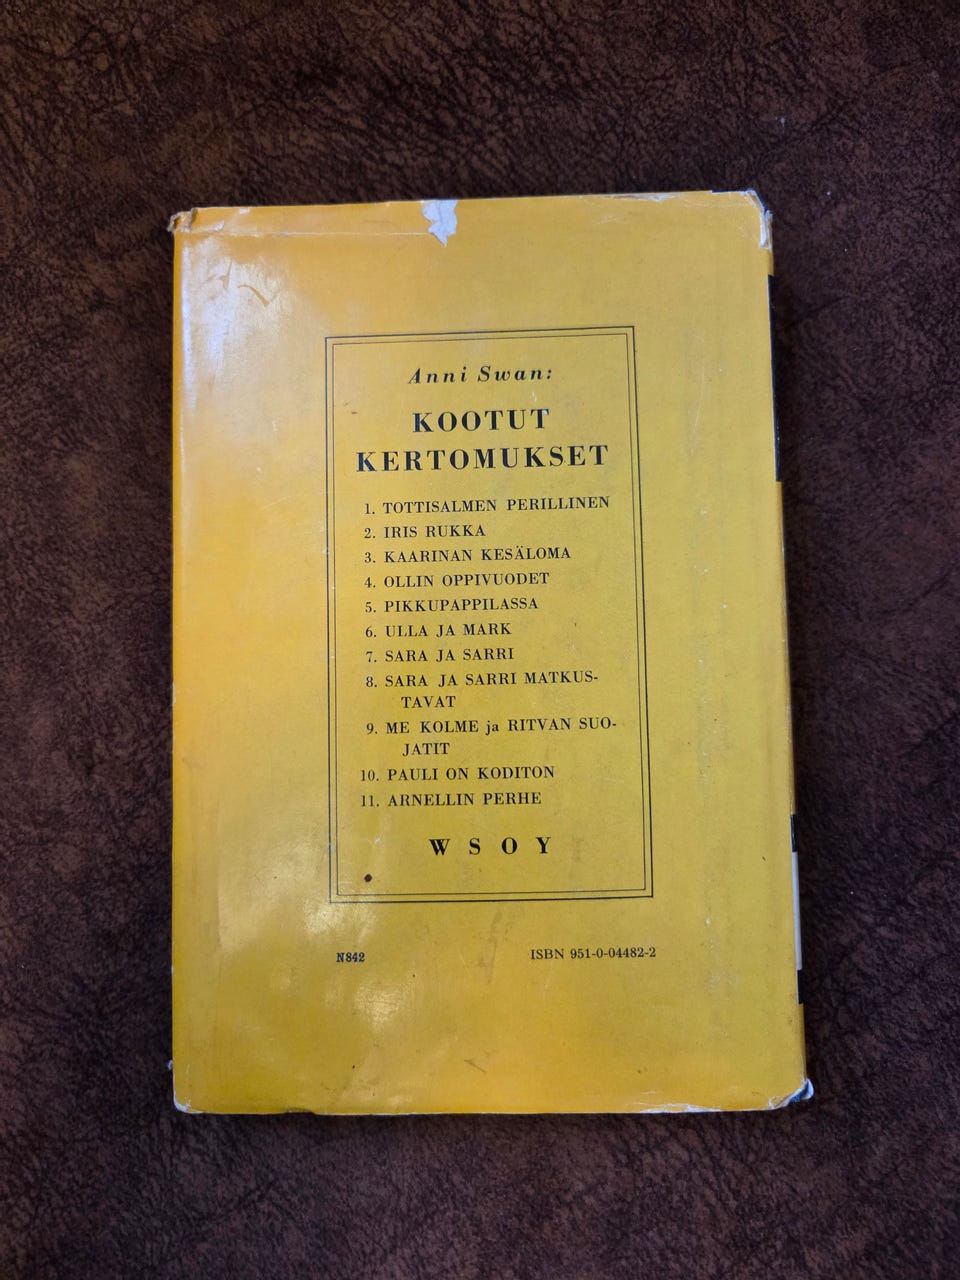 Anni Swan:
KOOTUT
KERTOMUKSET
1. TOTTISALMEN PERILLINEN
2. IRIS RUKKA
3. KAARINAN KESÄLOMA
4. OLLIN OPPIVUODET
5. PIKKUPAPPILASSA
6. ULLA JA MARK
7. SARA JA SARRI
8. SARA JA SARRI MATKUS-
TAVAT
9. ME KOLME ja RITVAN SUO-
JATIT
10. PAULI ON KODITON
11. ARNELLIN PERHE
W S O Y
N842 ISBN 951-0-04482-2